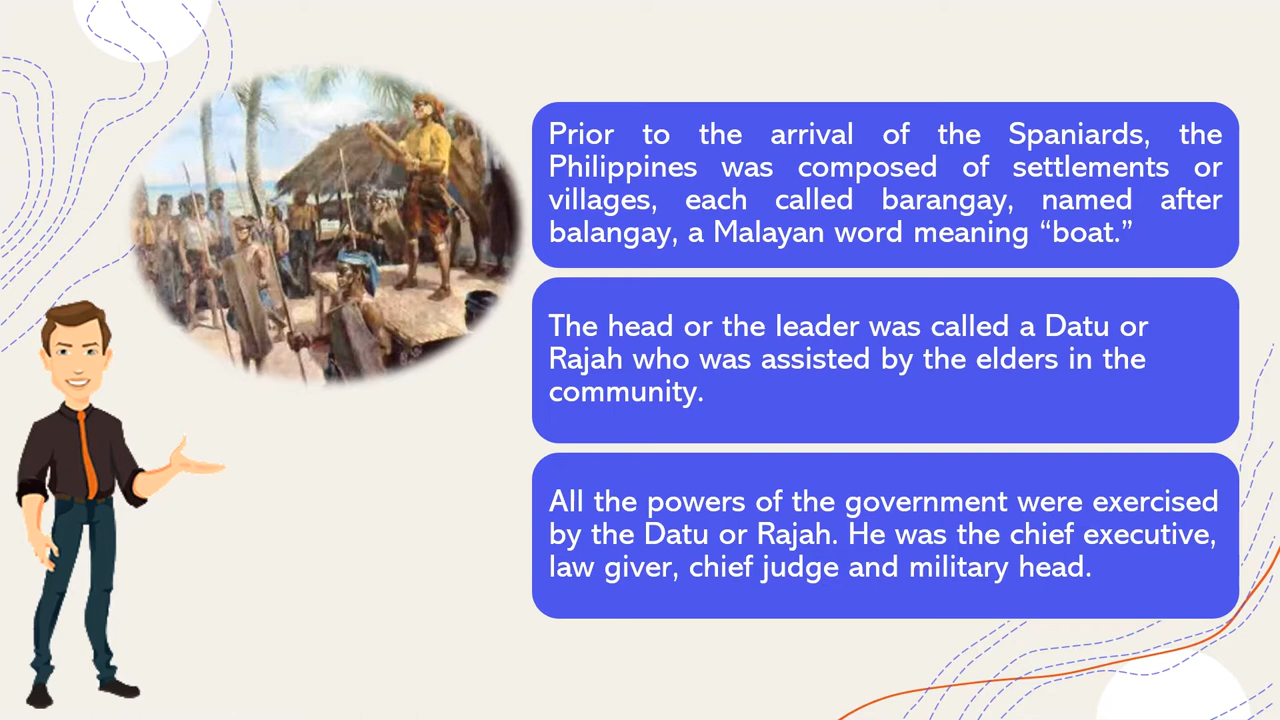 Prior to the arrival of the Spaniards, the
Philippines was composed of settlements or
villages, each called barangay, named after
balangay, a Malayan word meaning “boat.”
The head or the leader was called a Datu or
Rajah who was assisted by the elders in the
community.
All the powers of the government were exercised
by the Datu or Rajah. He was the chief executive,
law giver, chief judge and military head.